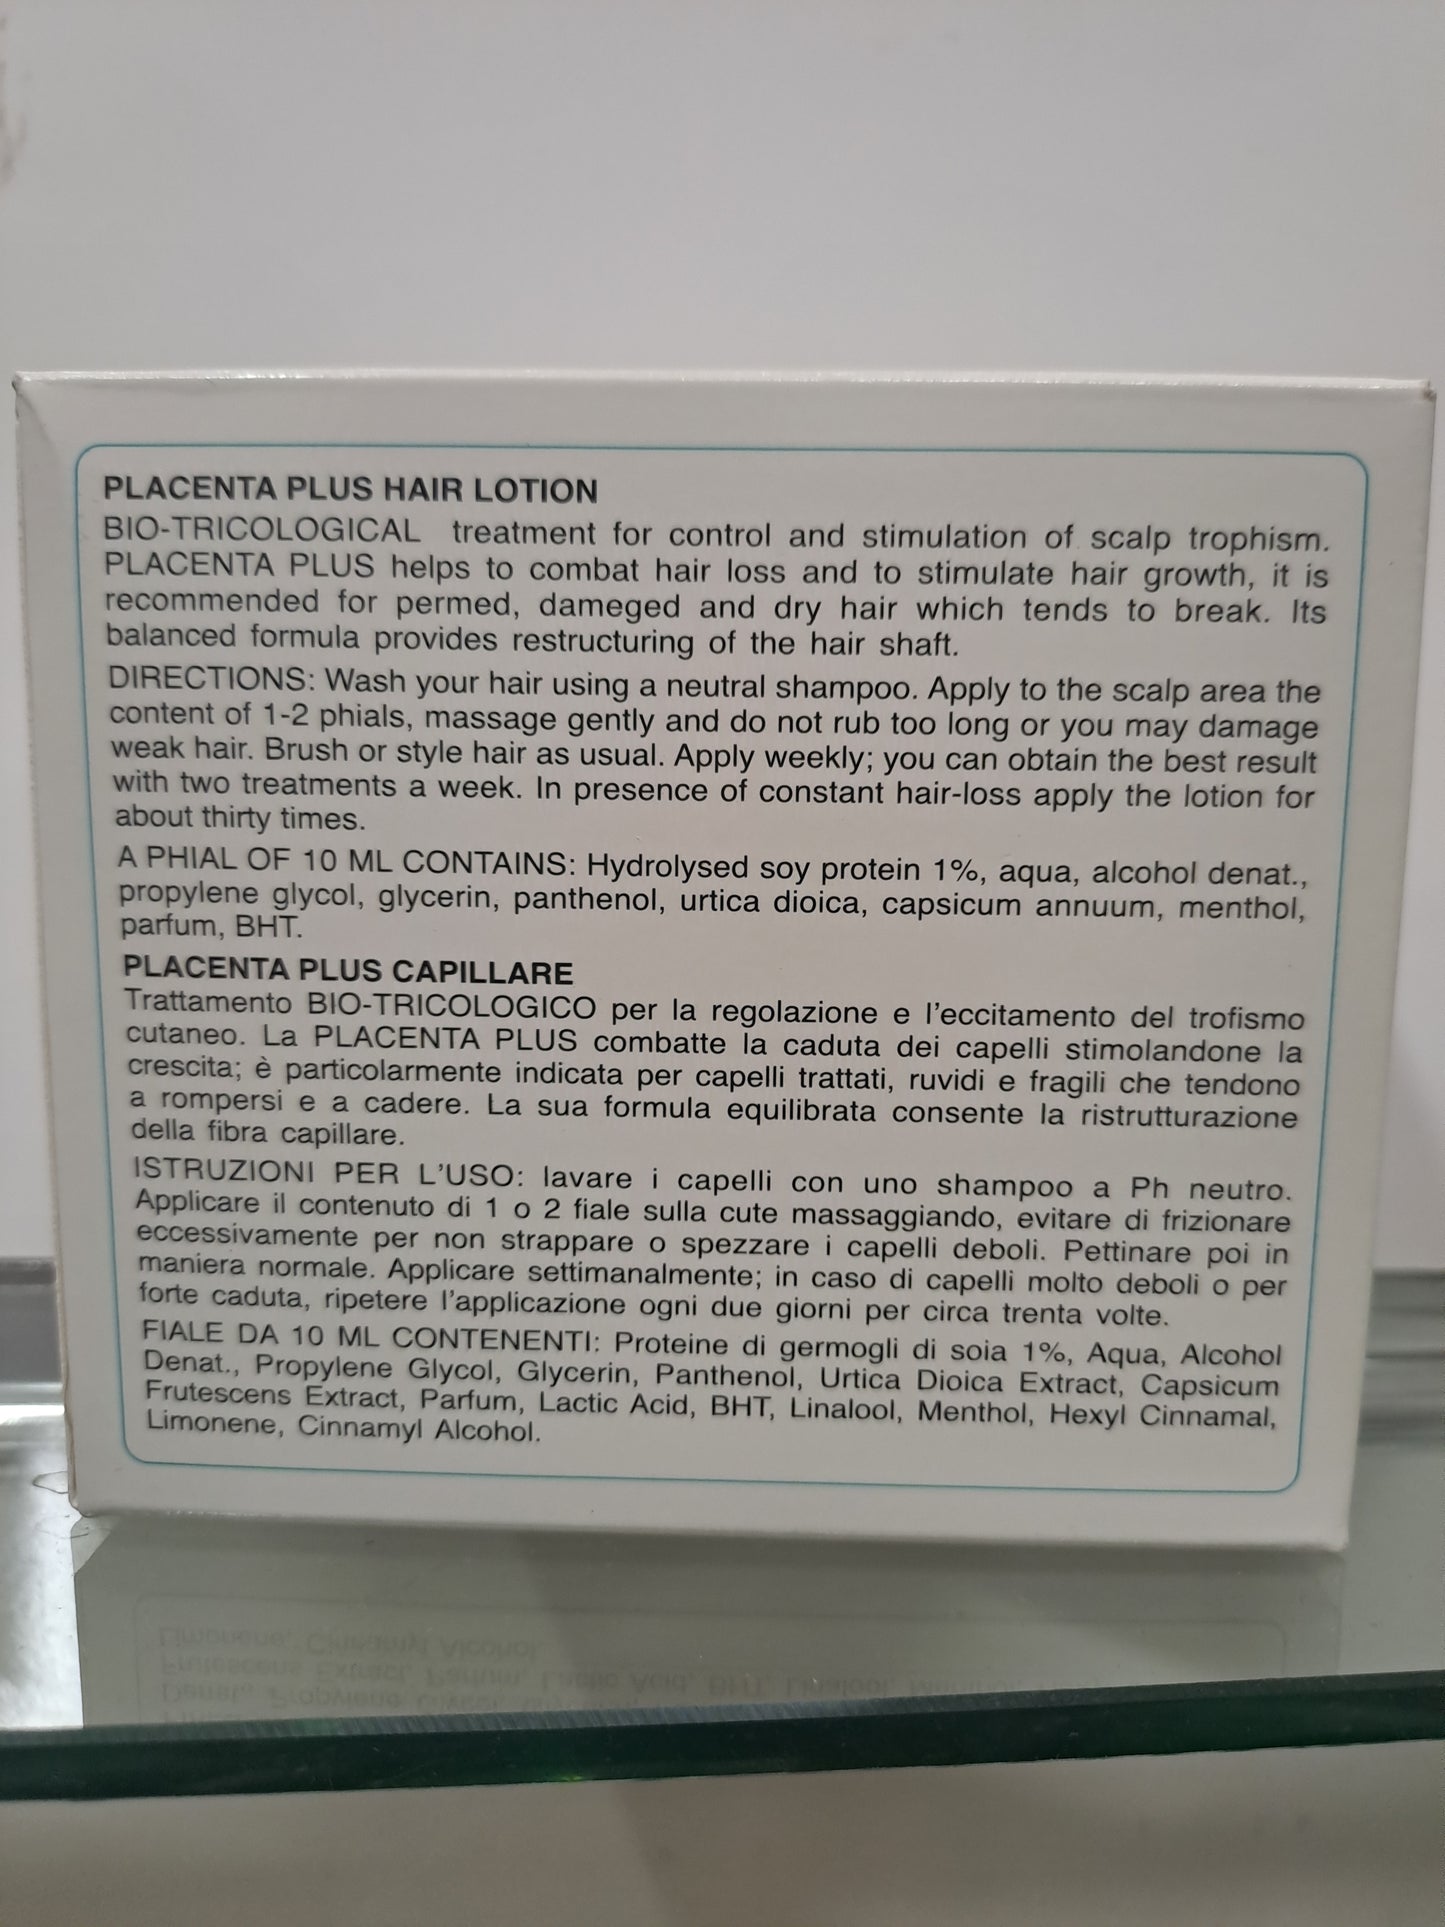 PLACENTA PLUS HAIR LOTION
BIO-TRICOLOGICAL treatment for control and stimulation of scalp trophism.
PLACENTA PLUS helps to combat hair loss and to stimulate hair growth, it is
recommended for permed, dameged and dry hair which tends to break. Its
balanced formula provides restructuring of the hair shaft.
DIRECTIONS: Wash your hair using a neutral shampoo. Apply to the scalp area the
content of 1-2 phials, massage gently and do not rub too long or you may damage
weak hair. Brush or style hair as usual. Apply weekly; you can obtain the best result
with two treatments a week. In presence of constant hair-loss apply the lotion for
about thirty times.
A PHIAL OF 10 ML CONTAINS: Hydrolysed soy protein 1%, aqua, alcohol denat.,
propylene glycol, glycerin, panthenol, urtica dioica, capsicum annuum, menthol,
parfum, BHT.
PLACENTA PLUS CAPILLARE
Trattamento BIO-TRICOLOGICO per la regolazione e l'eccitamento del trofismo
cutaneo. La PLACENTA PLUS combatte la caduta dei capelli stimolandone la
crescita; è particolarmente indicata per capelli trattati, ruvidi e fragili che tendono
a rompersi e a cadere. La sua formula equilibrata consente la ristrutturazione
della fibra capillare.
ISTRUZIONI PER L'USO: lavare i capelli con uno shampoo a Ph neutro.
Applicare il contenuto di 1 o 2 fiale sulla cute massaggiando, evitare di frizionare
eccessivamente per non strappare o spezzare i capelli deboli. Pettinare poi in
maniera normale. Applicare settimanalmente; in caso di capelli molto deboli o per
forte caduta, ripetere l'applicazione ogni due giorni per circa trenta volte.
FIALE DA 10 ML CONTENENTI: Proteine di germogli di soia 1%, Aqua, Alcohol
Denat., Propylene Glycol, Glycerin, Panthenol, Urtica Dioica Extract, Capsicum
Frutescens Extract, Parfum, Lactic Acid, BHT, Linalool, Menthol, Hexyl Cinnamal,
Limonene, Cinnamyl Alcohol.